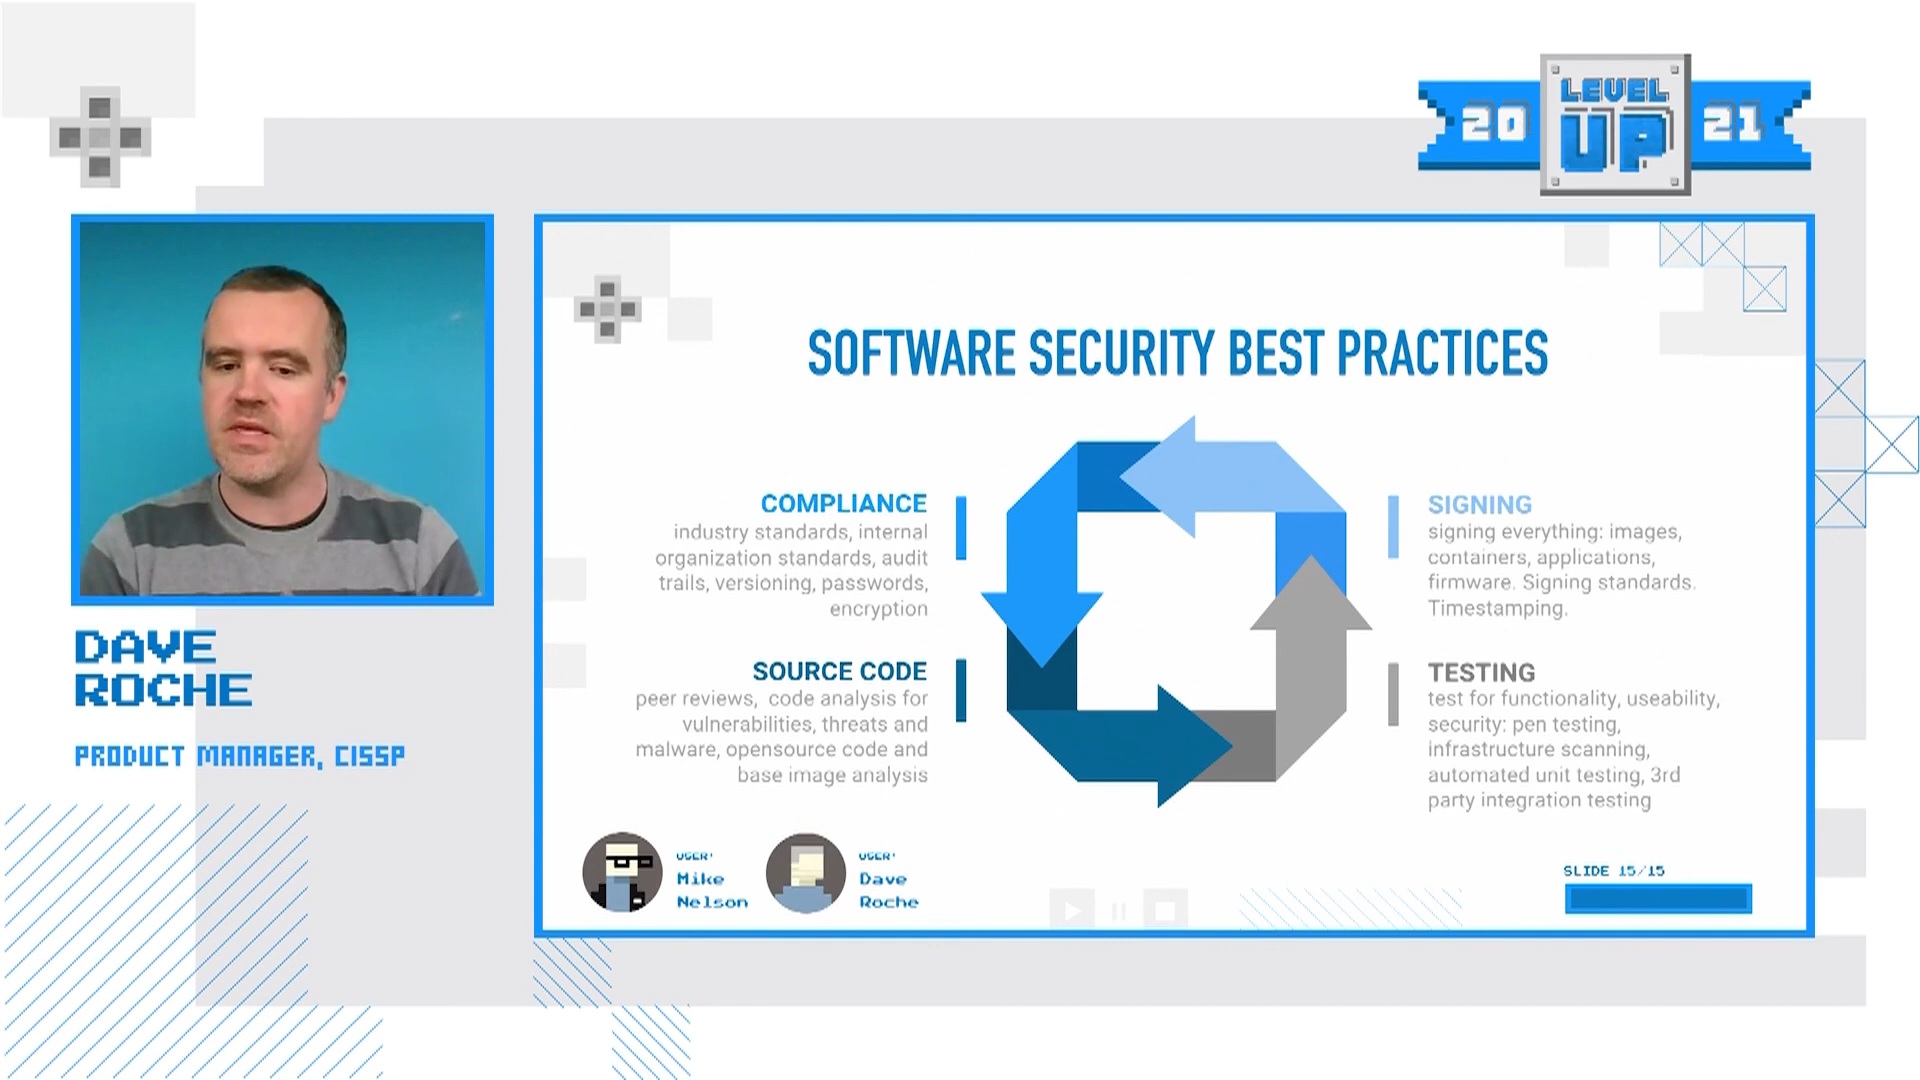 20 LEVEL UP 21
DAVE
ROCHE
PRODUCT MANAGER, CISSP
SOFTWARE SECURITY BEST PRACTICES
COMPLIANCE
industry standards, internal
organization standards, audit
trails, versioning, passwords,
encryption
SOURCE CODE
peer reviews, code analysis for
vulnerabilities, threats and
malware, opensource code and
base image analysis
SIGNING
signing everything: images,
containers, applications,
firmware. Signing standards.
Timestamping.
TESTING
test for functionality, useability,
security: pen testing,
infrastructure scanning,
automated unit testing, 3rd
party integration testing
USER'
Mike
Nelson
USER'
Dave
Roche
SLIDE 15/15